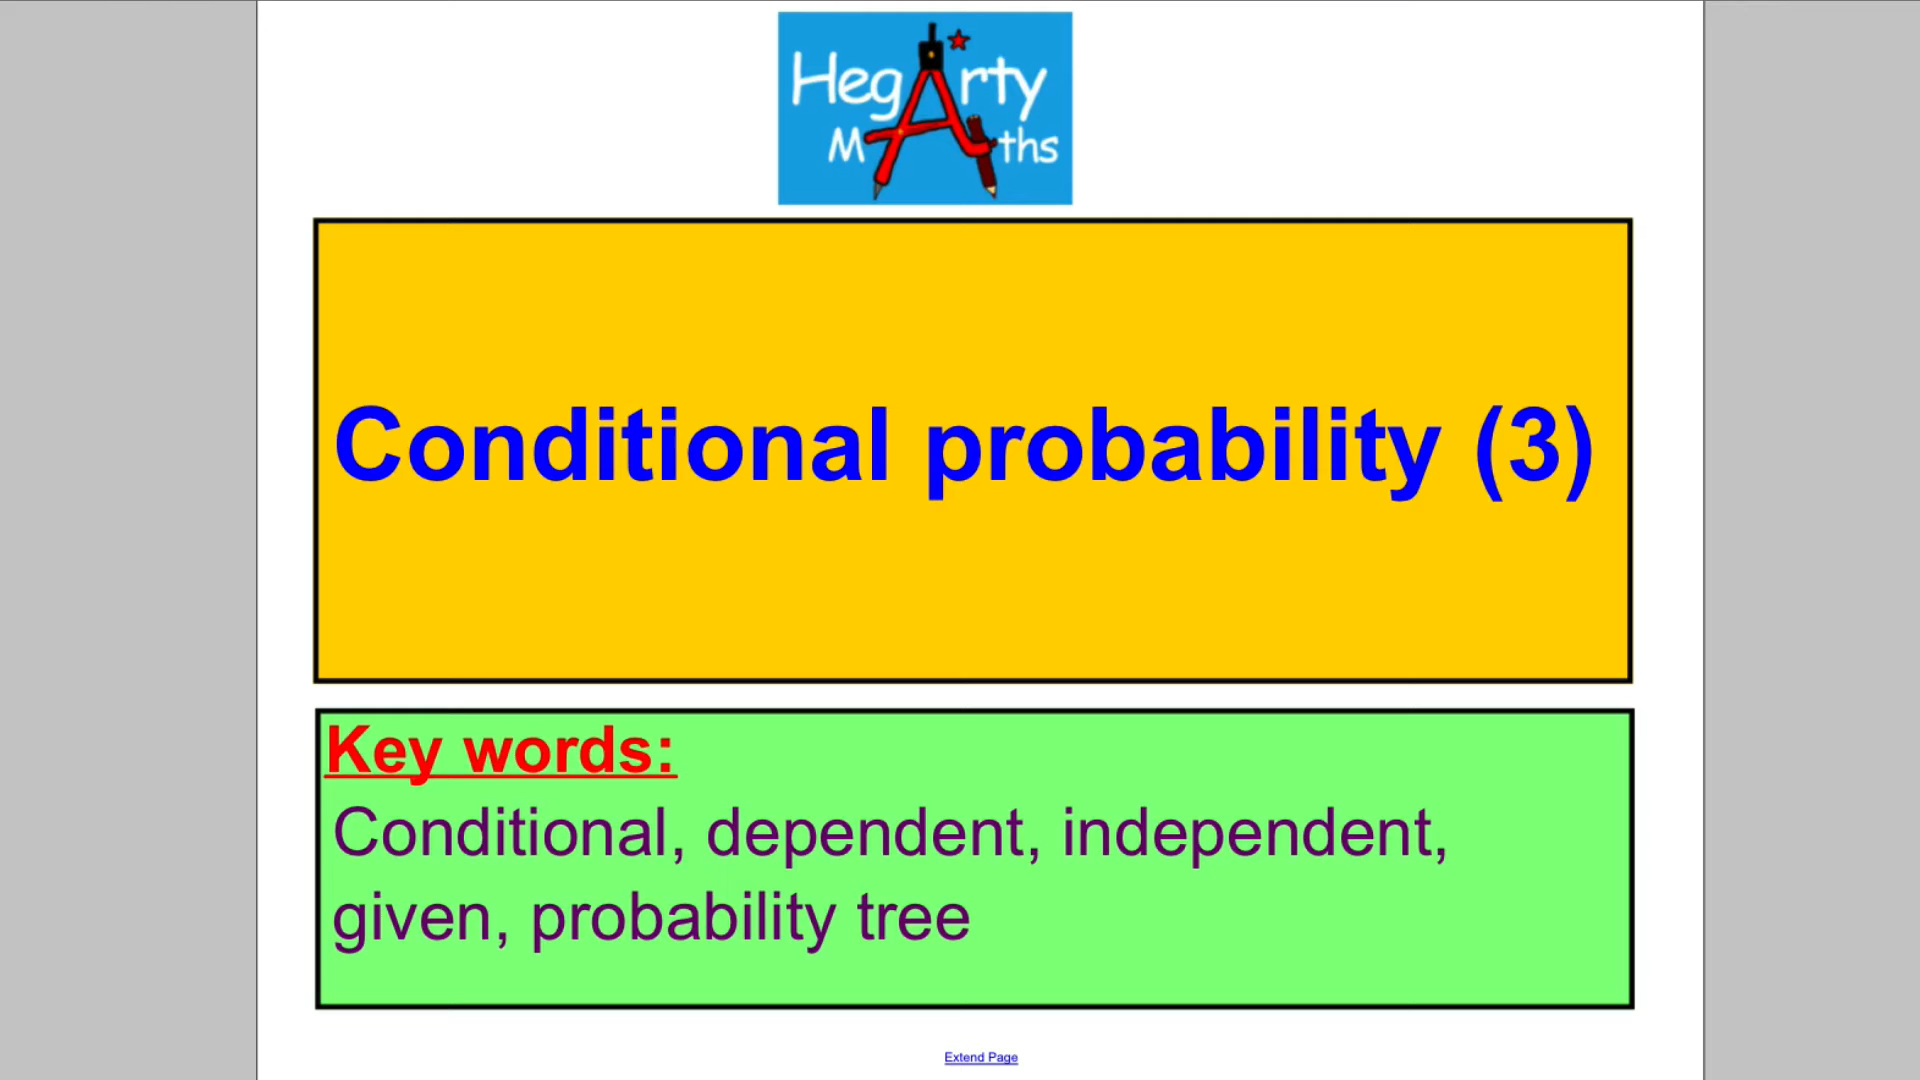 Hegarty
Maths
Conditional probability (3)
Key words:
Conditional, dependent, independent,
given, probability tree
Extend Page